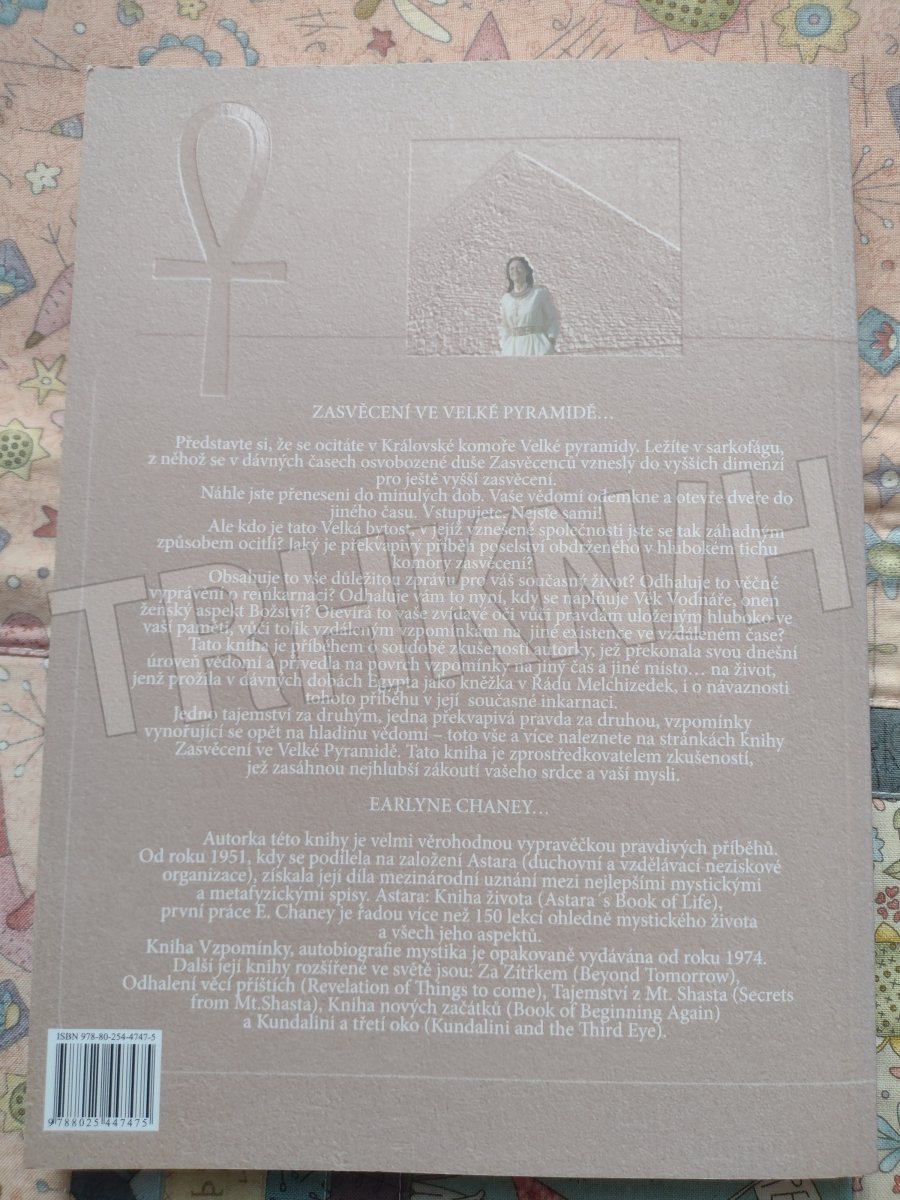 ZASVĚCENÍ VE VELKÉ PYRAMIDĚ…
Představte si, že se ocitáte v Královské komoře Velké pyramidy. Ležíte v sarkofágu,
z něhož se v dávných časech osvobozené duše Zasvěcenců vznesly do vyšších dimenzí
pro ještě vyšší zasvěcení.
Náhle jste přeneseni do minulých dob. Vaše vědomí odemkne a otevře dveře do
jiného času. Vstupujete. Nejste sami!
Ale kdo je tato Velká bytost, v jejíž vznešené společnosti jste se tak záhadným
způsobem ocitli? Jaký je překvapivý příběh poselství obdrženého v hlubokém tichu
komory zasvěcení?
Obsahuje to vše důležitou zprávu pro váš současný život? Odhaluje to věčné
vyprávění o reinkarnaci? Odhaluje vám to nyní, kdy se naplňuje Věk Vodnáře, onen
ženský aspekt Božství? Otevírá to vaše zvídavé oči vůči pravdám uloženým hluboko ve
vaší paměti, vůči tolik vzdáleným vzpomínkám na jiné existence ve vzdáleném čase?
Tato kniha je příběhem o soudobé zkušenosti autorky, jež překonala svou dnešní
úroveň vědomí a přivedla na povrch vzpomínky na jiný čas a jiné místo… na život,
jenž prožila v dávných dobách Egypta jako kněžka v Řádu Melchizedek, i o návaznosti
tohoto příběhu v její současné inkarnaci.
Jedno tajemství za druhým, jedna překvapivá pravda za druhou, vzpomínky
vynořující se opět na hladinu vědomí – toto vše a více naleznete na stránkách knihy
Zasvěcení ve Velké Pyramidě. Tato kniha je zprostředkovatelem zkušeností,
jež zasáhnou nejhlubší zákoutí vašeho srdce a vaší mysli.
EARLYNE CHANEY…
Autorka této knihy je velmi věrohodnou vypravěčkou pravdivých příběhů.
Od roku 1951, kdy se podílela na založení Astara (duchovní a vzdělávací neziskové
organizace), získala její díla mezinárodní uznání mezi nejlepšími mystickými
a metafyzickými spisy. Astara: Kniha života (Astara´s Book of Life),
první práce E. Chaney je řadou více než 150 lekcí ohledně mystického života
a všech jeho aspektů.
Kniha Vzpomínky, autobiografie mystika je opakovaně vydávána od roku 1974.
Další její knihy rozšířené ve světě jsou: Za Zítřkem (Beyond Tomorrow),
Odhalení věcí příštích (Revelation of Things to come), Tajemství z Mt. Shasta (Secrets
from Mt.Shasta), Kniha nových začátků (Book of Beginning Again)
a Kundalini a třetí oko (Kundalini and the Third Eye).
ISBN 978-80-254-4747-5
9788025447475
TRHKNIH